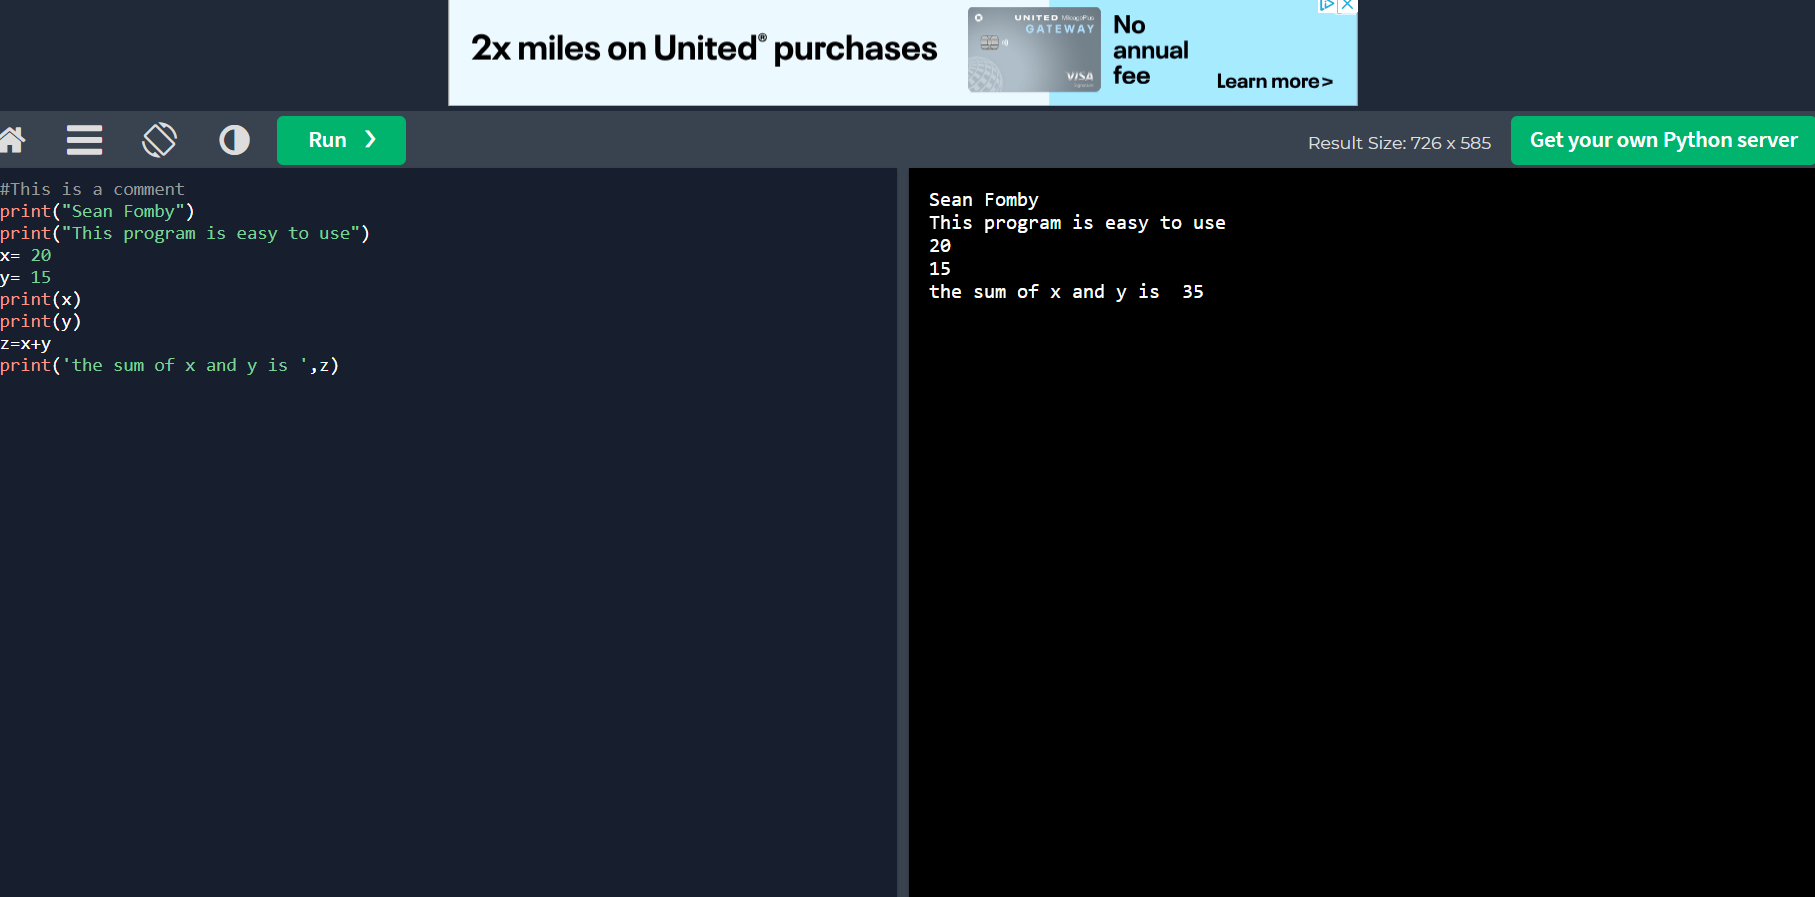 2x miles on United® purchases
UNITED MileagePlus
GATEWAY
VISA
Signature
No
annual
fee
Learn more>
Run ❯
Result Size: 726 x 585
Get your own Python server
#This is a comment
print("Sean Fomby")
print("This program is easy to use")
x= 20
y= 15
print(x)
print(y)
z=x+y
print('the sum of x and y is ',z)
Sean Fomby
This program is easy to use
20
15
the sum of x and y is  35